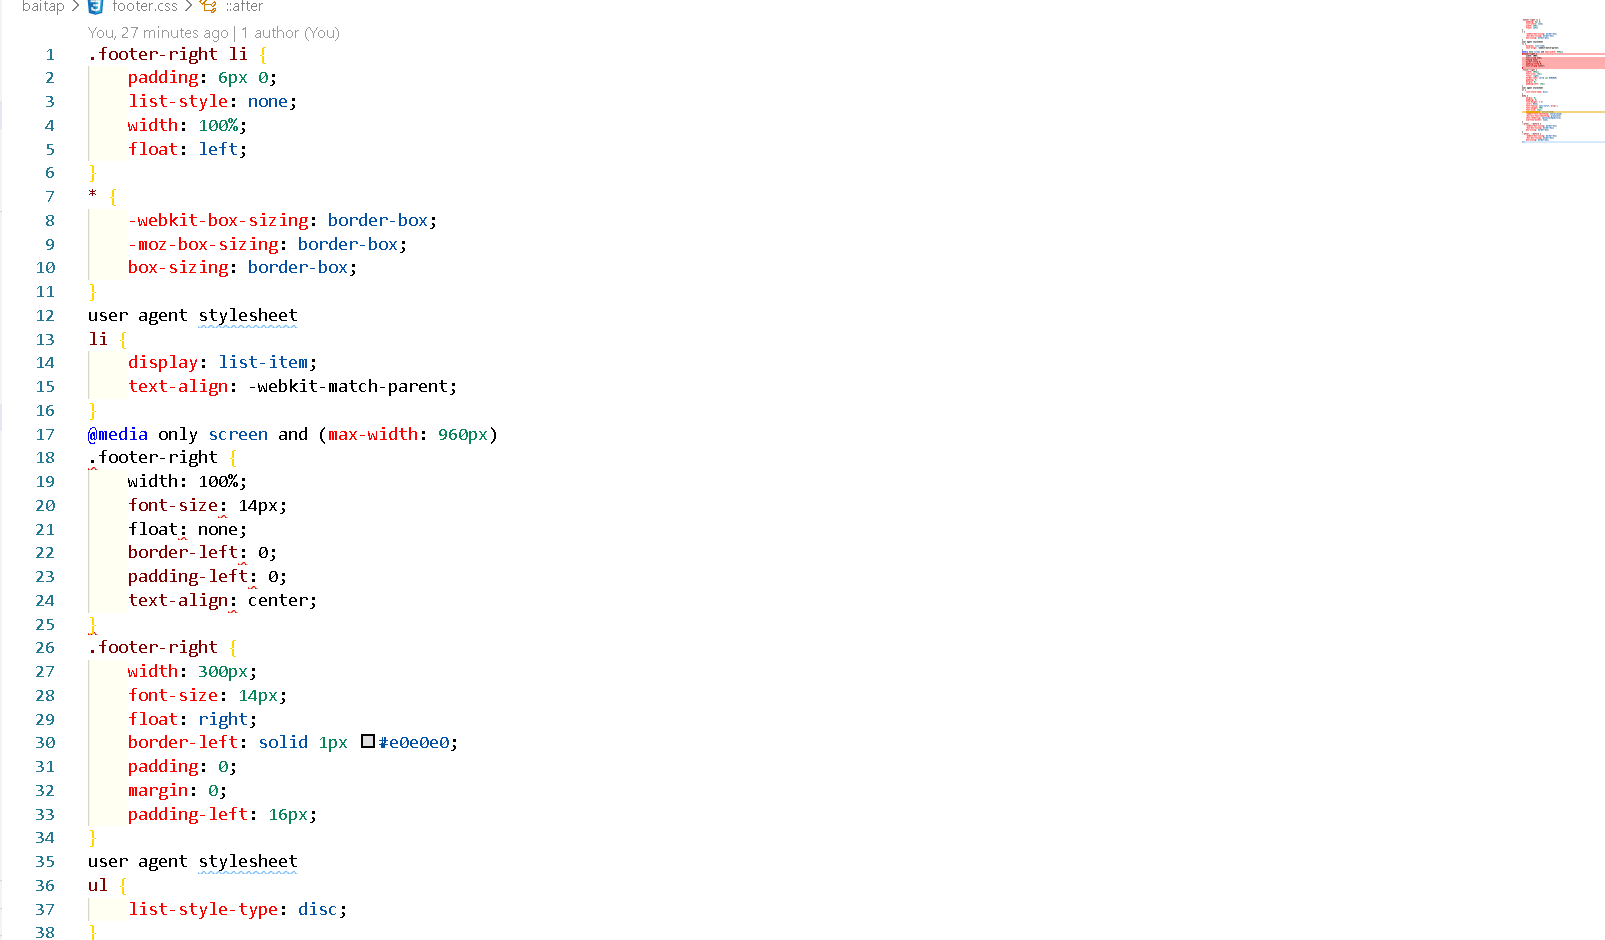 baitap > footer.css > ::after
You, 27 minutes ago | 1 author (You)
1 .footer-right li {
2 padding: 6px 0;
3 list-style: none;
4 width: 100%;
5 float: left;
6 }
7 * {
8 -webkit-box-sizing: border-box;
9 -moz-box-sizing: border-box;
10 box-sizing: border-box;
11 }
12 user agent stylesheet
13 li {
14 display: list-item;
15 text-align: -webkit-match-parent;
16 }
17 @media only screen and (max-width: 960px)
18 .footer-right {
19 width: 100%;
20 font-size: 14px;
21 float: none;
22 border-left: 0;
23 padding-left: 0;
24 text-align: center;
25 }
26 .footer-right {
27 width: 300px;
28 font-size: 14px;
29 float: right;
30 border-left: solid 1px #e0e0e0;
31 padding: 0;
32 margin: 0;
33 padding-left: 16px;
34 }
35 user agent stylesheet
36 ul {
37 list-style-type: disc;
38 }